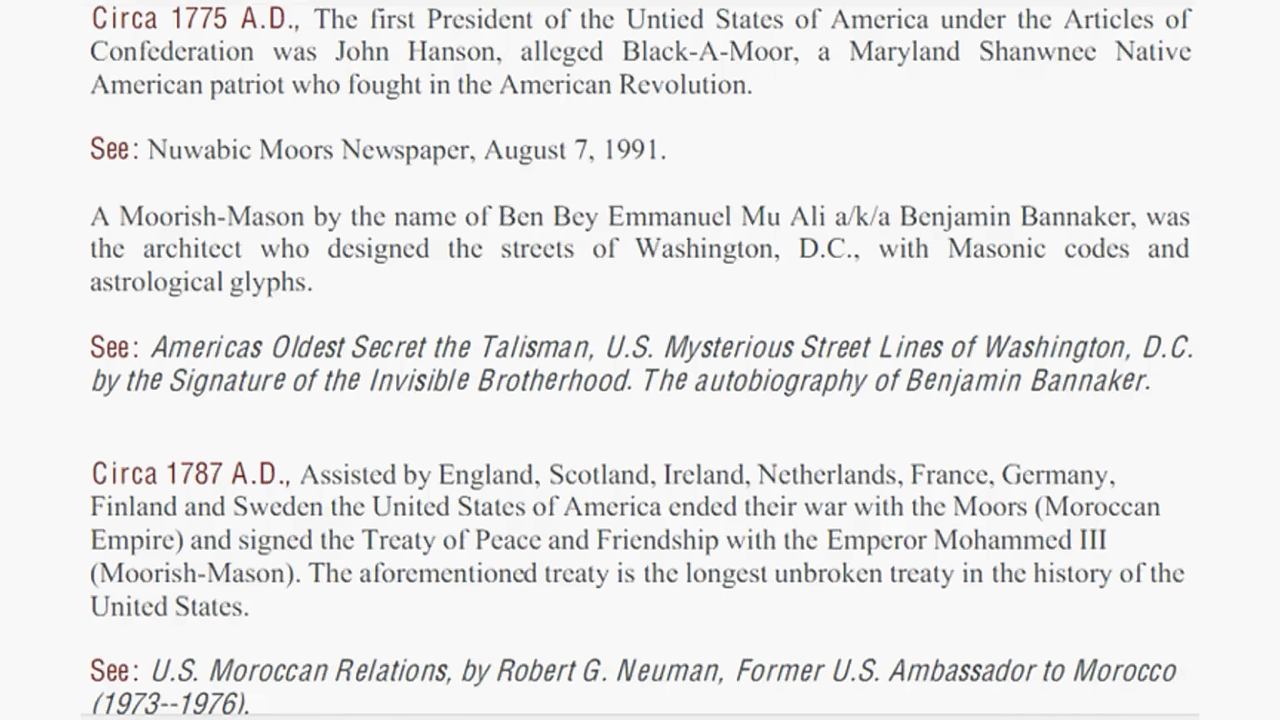 Circa 1775 A.D., The first President of the Untied States of America under the Articles of
Confederation was John Hanson, alleged Black-A-Moor, a Maryland Shanwnee Native
American patriot who fought in the American Revolution.
See: Nuwabic Moors Newspaper, August 7, 1991.
A Moorish-Mason by the name of Ben Bey Emmanuel Mu Ali a/k/a Benjamin Bannaker, was
the architect who designed the streets of Washington, D.C., with Masonic codes and
astrological glyphs.
See: Americas Oldest Secret the Talisman, U.S. Mysterious Street Lines of Washington, D.C.
by the Signature of the Invisible Brotherhood. The autobiography of Benjamin Bannaker.
Circa 1787 A.D., Assisted by England, Scotland, Ireland, Netherlands, France, Germany,
Finland and Sweden the United States of America ended their war with the Moors (Moroccan
Empire) and signed the Treaty of Peace and Friendship with the Emperor Mohammed III
(Moorish-Mason). The aforementioned treaty is the longest unbroken treaty in the history of the
United States.
See: U.S. Moroccan Relations, by Robert G. Neuman, Former U.S. Ambassador to Morocco
(1973--1976).